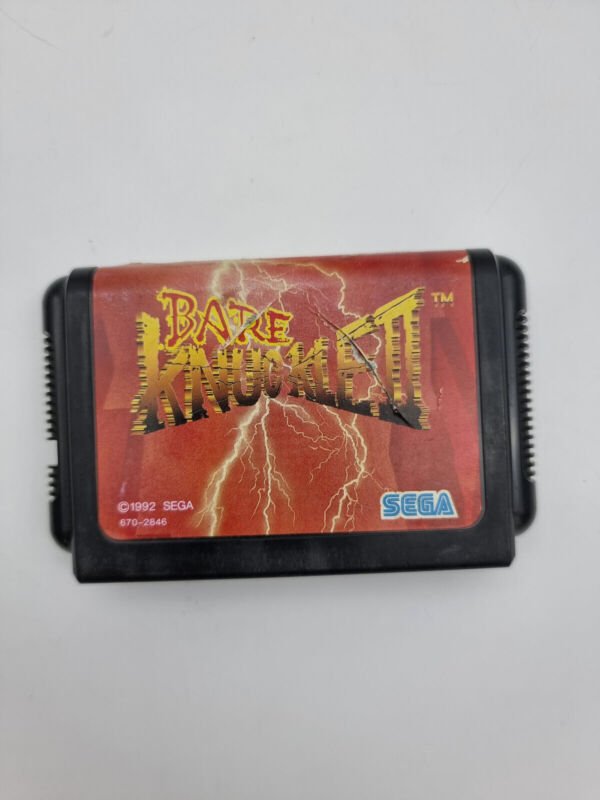 BARE
KNUCKLE II ™
©1992 SEGA
670-2846
SEGA